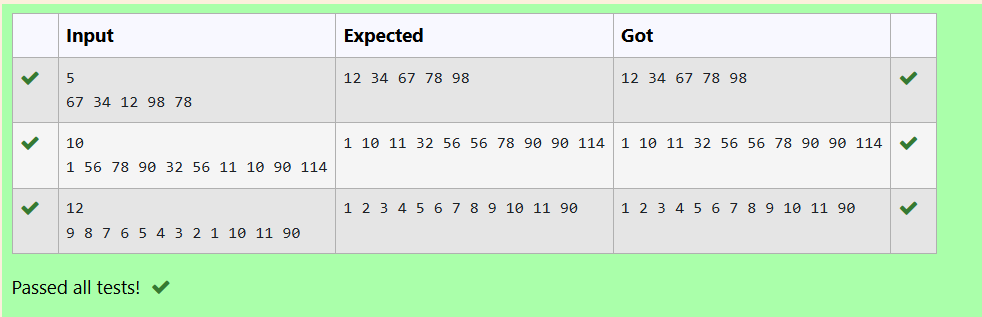 Input Expected Got
5 12 34 67 78 98 12 34 67 78 98
67 34 12 98 78
10 1 10 11 32 56 56 78 90 90 114 1 10 11 32 56 56 78 90 90 114
1 56 78 90 32 56 11 10 90 114
12 1 2 3 4 5 6 7 8 9 10 11 90 1 2 3 4 5 6 7 8 9 10 11 90
9 8 7 6 5 4 3 2 1 10 11 90
Passed all tests!